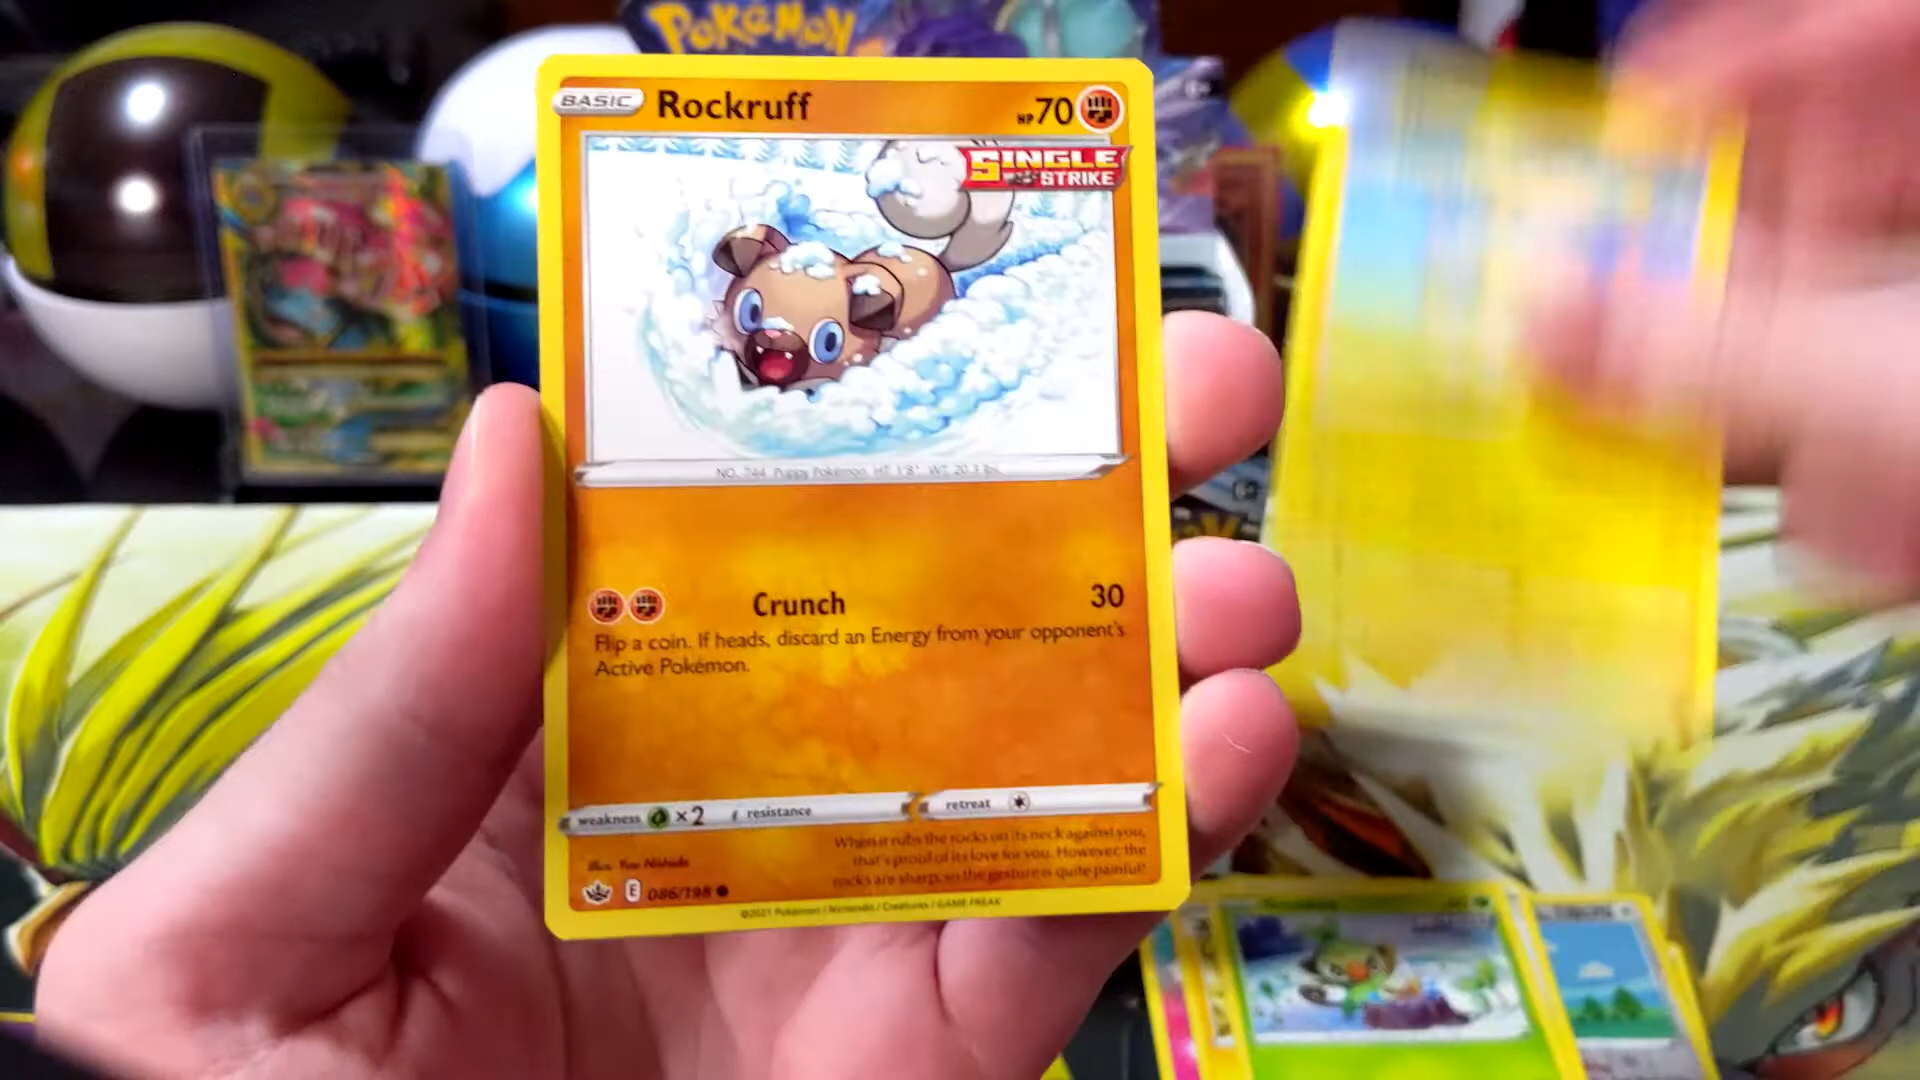 POKéMON
BASIC Rockruff HP 70
SINGLE
STRIKE
NO. 744 Puppy Pokémon HT: 1'8" WT: 20.3 lbs.
Crunch 30
Flip a coin. If heads, discard an Energy from your opponent's
Active Pokémon.
weakness ×2 resistance retreat
When it rubs the rocks on its neck against you,
that's proof of its love for you. However, the
rocks are sharp, so the gesture is quite painful!
Illus. Yuu Nishida
E 086/198
©2021 Pokémon / Nintendo / Creatures / GAME FREAK